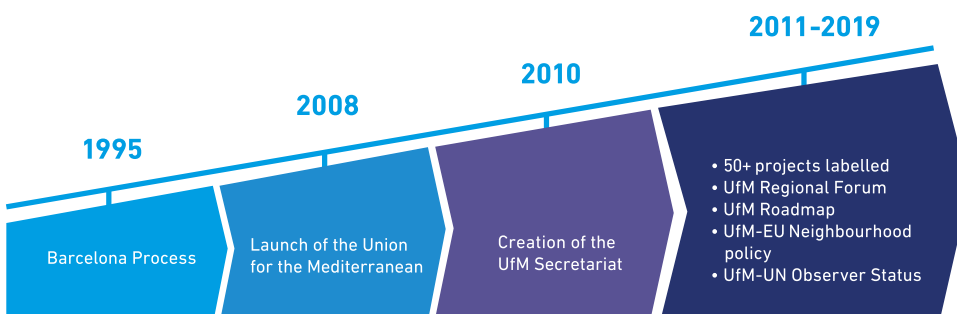 1995
Barcelona Process
2008
Launch of the Union
for the Mediterranean
2010
Creation of the
UfM Secretariat
2011-2019
• 50+ projects labelled
• UfM Regional Forum
• UfM Roadmap
• UfM-EU Neighbourhood
policy
• UfM-UN Observer Status